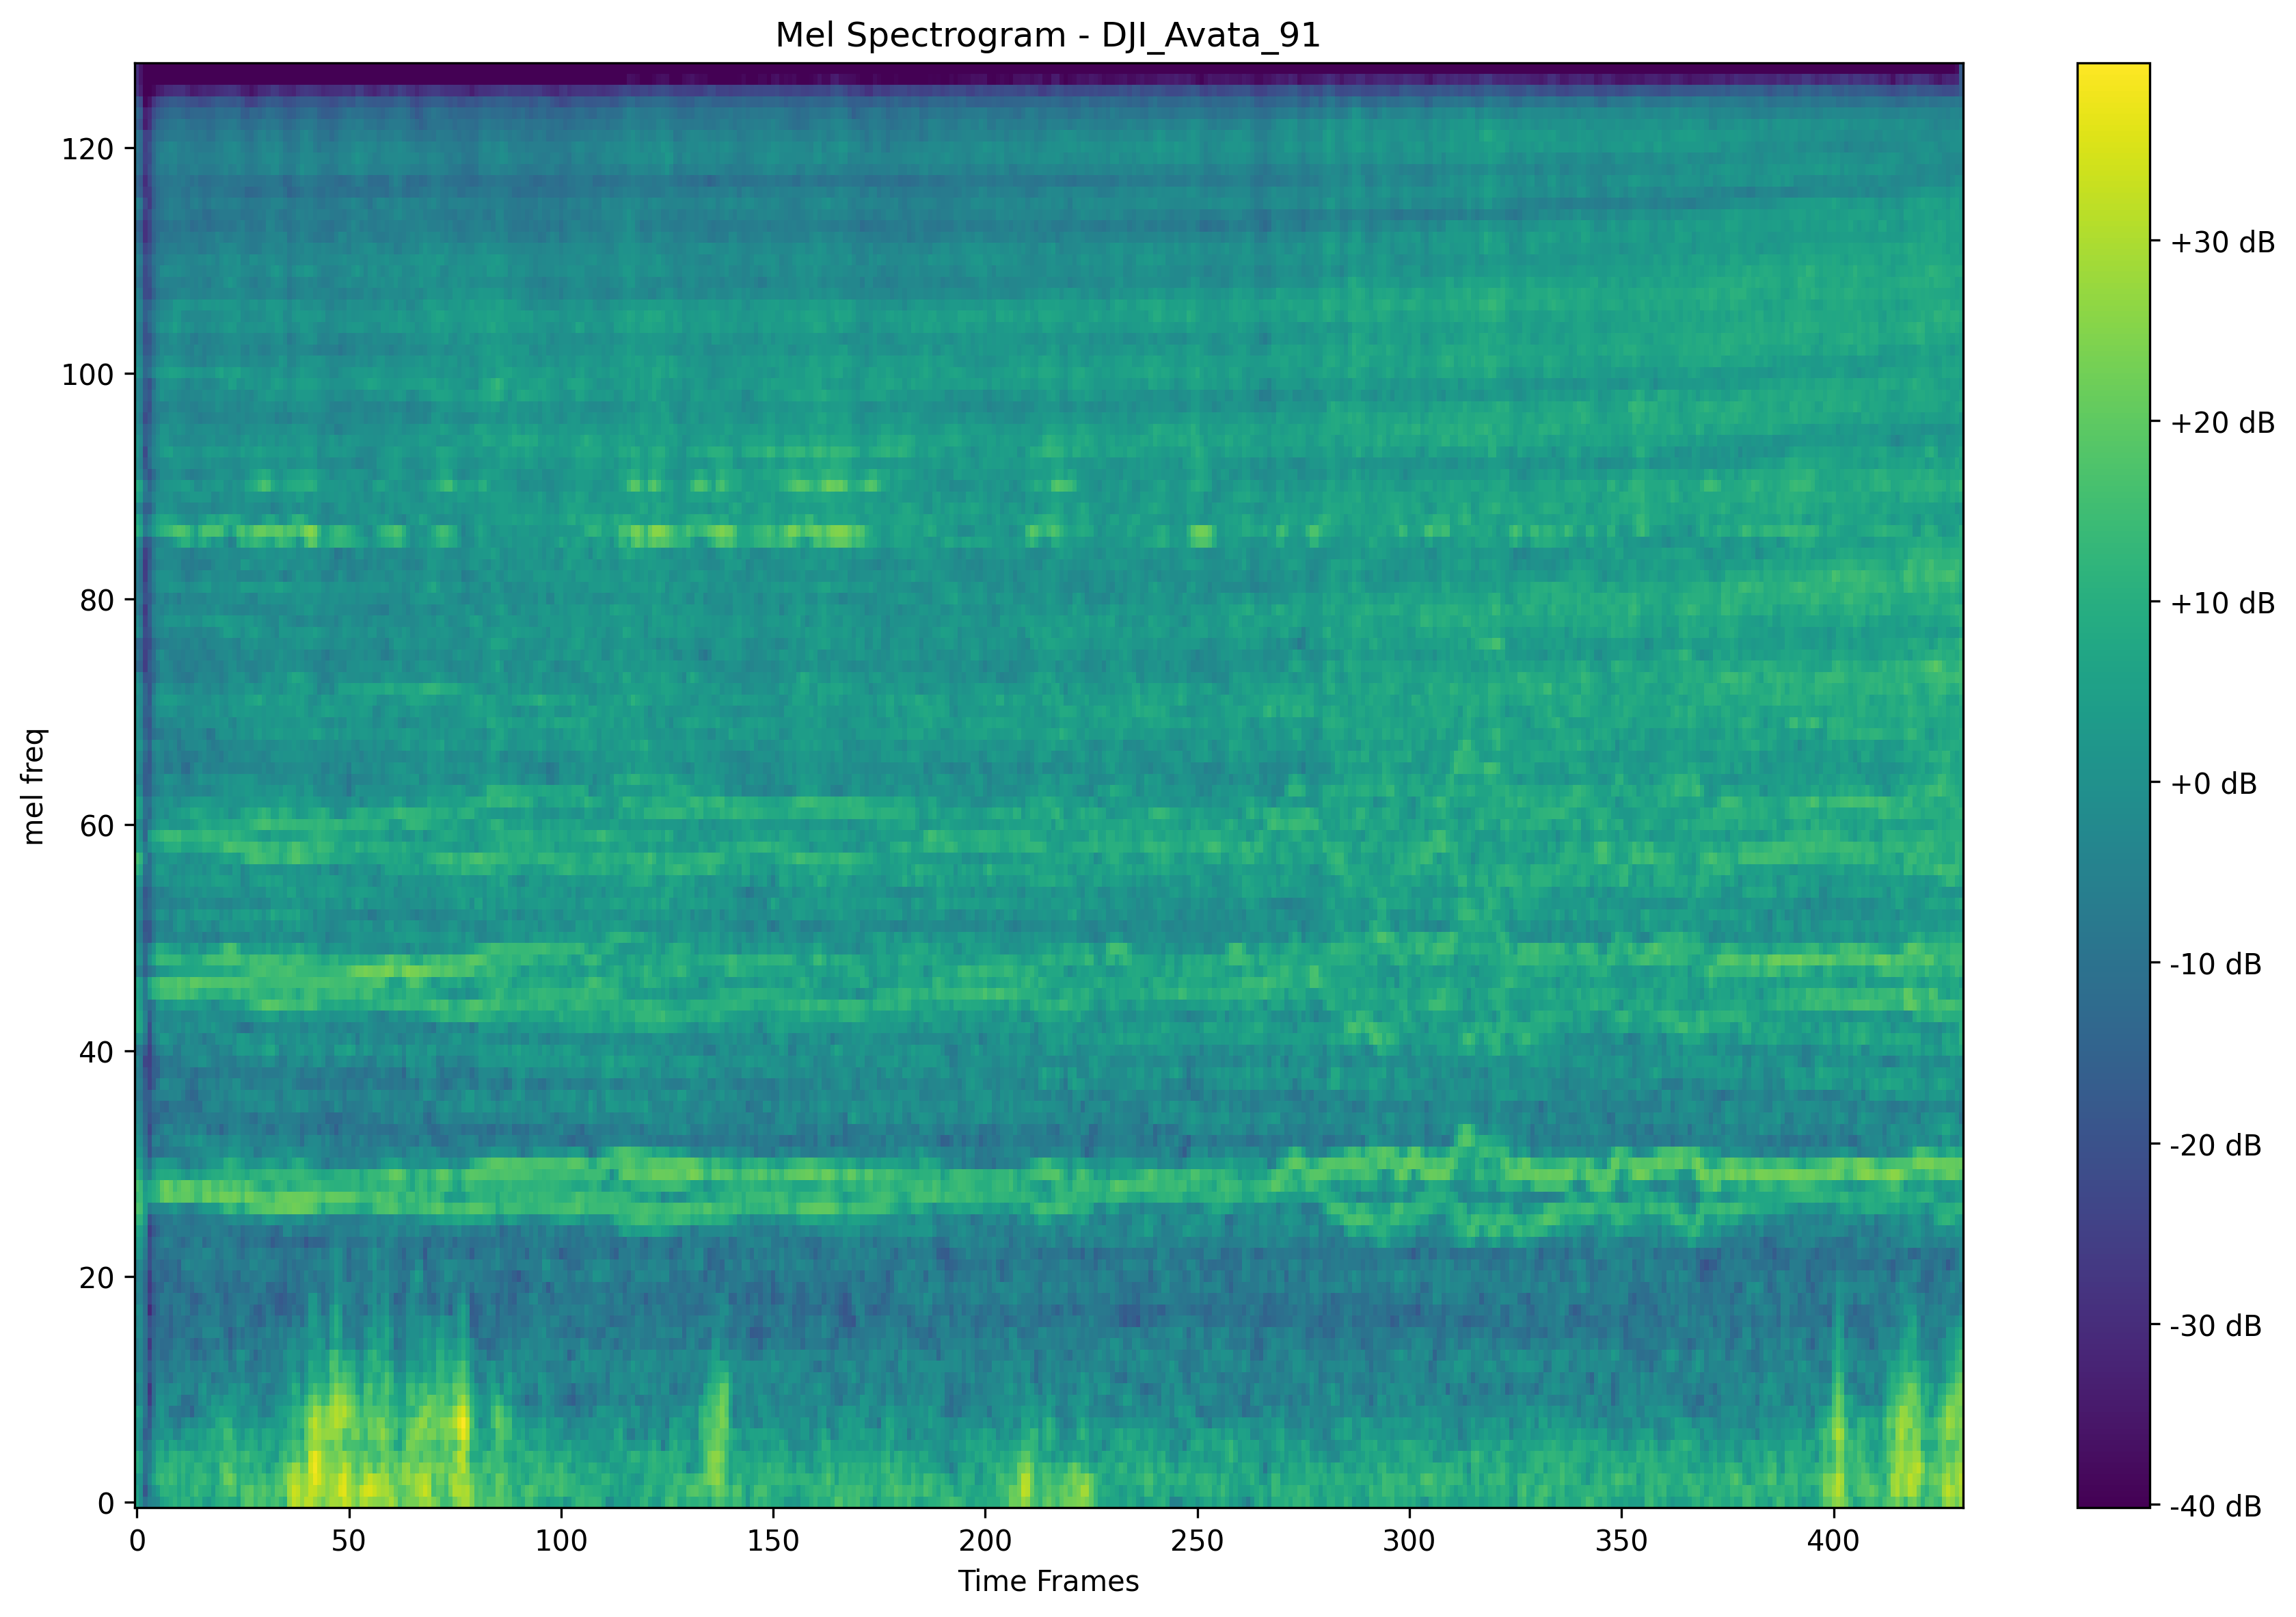 Mel Spectrogram - DJI_Avata_91
mel freq
120
100
80
60
40
20
0
0 50 100 150 200 250 300 350 400
Time Frames
+30 dB
+20 dB
+10 dB
+0 dB
-10 dB
-20 dB
-30 dB
-40 dB